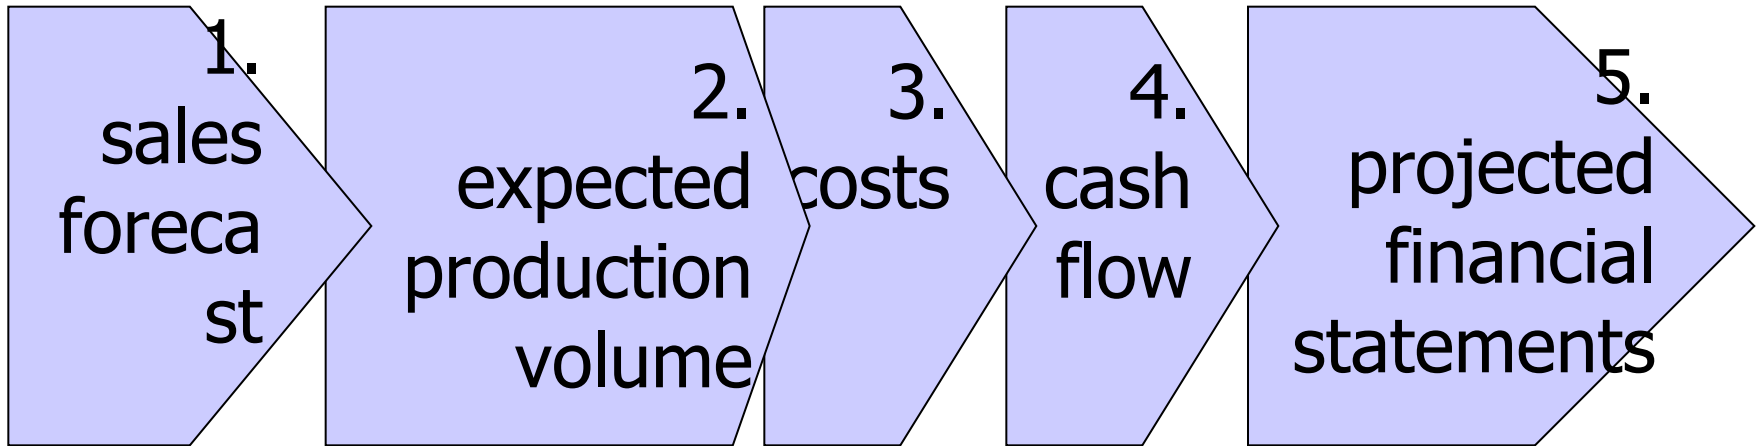 1.
sales
foreca
st
2.
expected
production
volume
3.
costs
4.
cash
flow
5.
projected
financial
statements